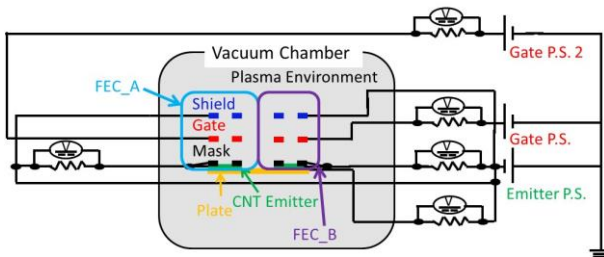 V
Gate P.S. 2
Vacuum Chamber
Plasma Environment
FEC_A
Shield
V
Gate
Gate P.S.
V
Mask
V
CNT Emitter
Emitter P.S.
Plate
V
FEC_B